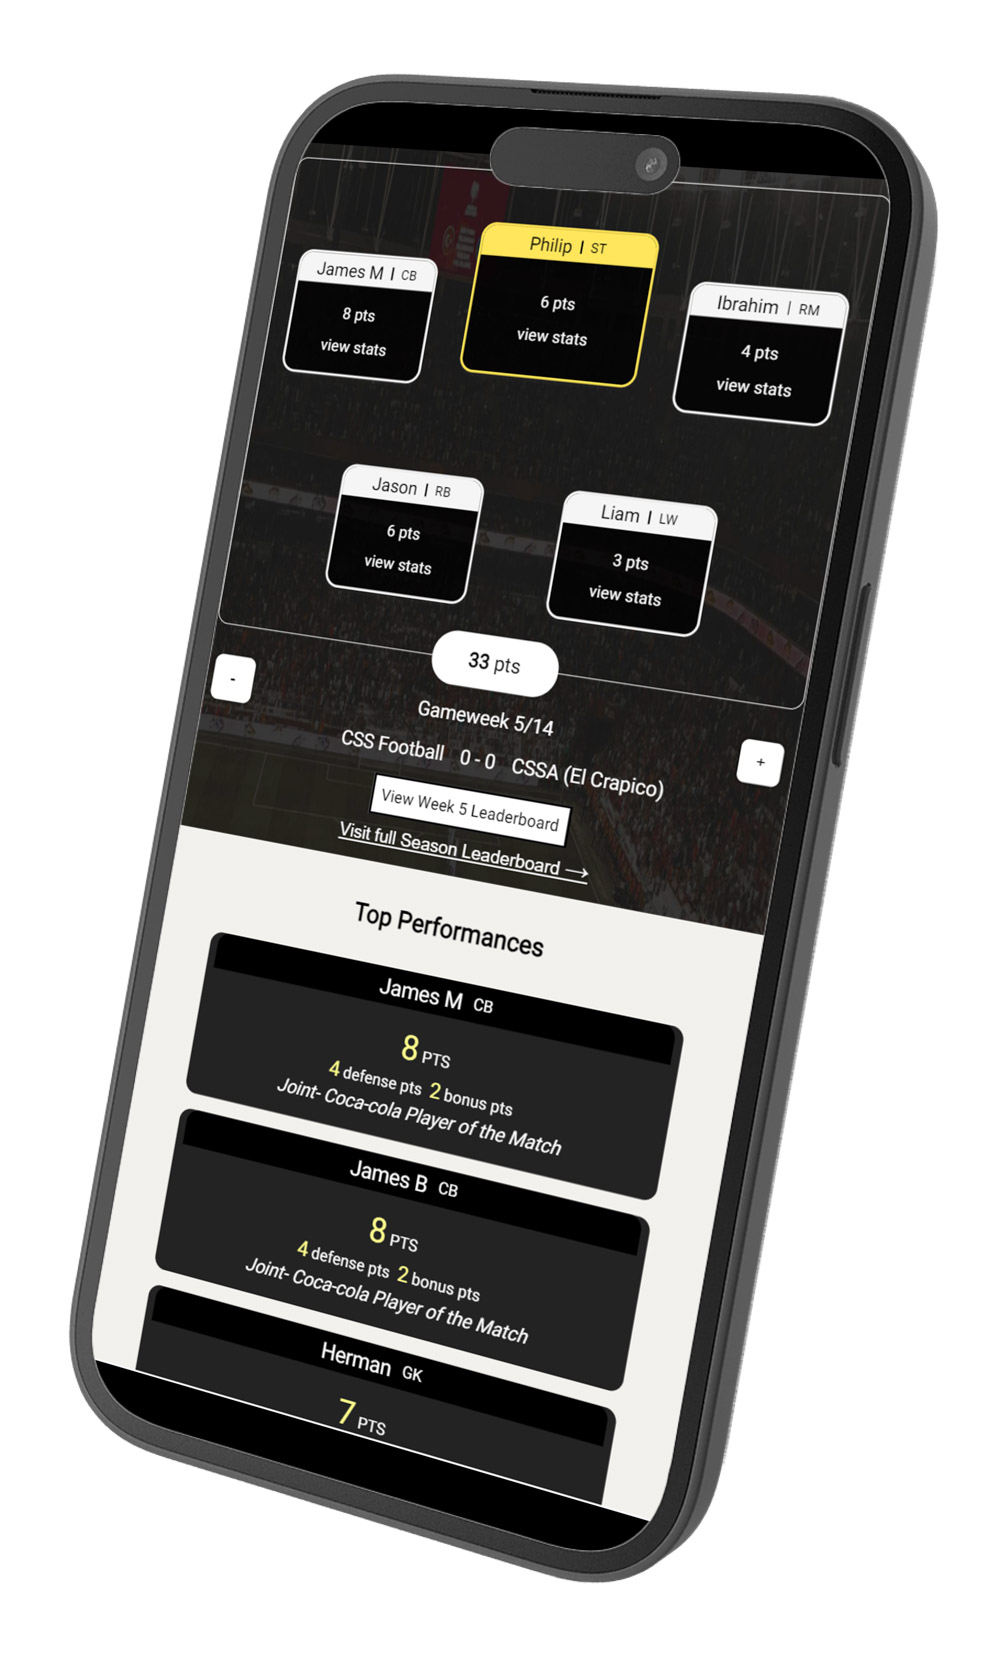 Philip | ST
6 pts
view stats
James M | CB
8 pts
view stats
Ibrahim | RM
4 pts
view stats
Jason | RB
6 pts
view stats
Liam | LW
3 pts
view stats
33 pts
-
+
Gameweek 5/14
CSS Football 0 - 0 CSSA (El Crapico)
View Week 5 Leaderboard
Visit full Season Leaderboard →
Top Performances
James M CB
8 PTS
4 defense pts 2 bonus pts
Joint- Coca-cola Player of the Match
James B CB
8 PTS
4 defense pts 2 bonus pts
Joint- Coca-cola Player of the Match
Herman GK
7 PTS